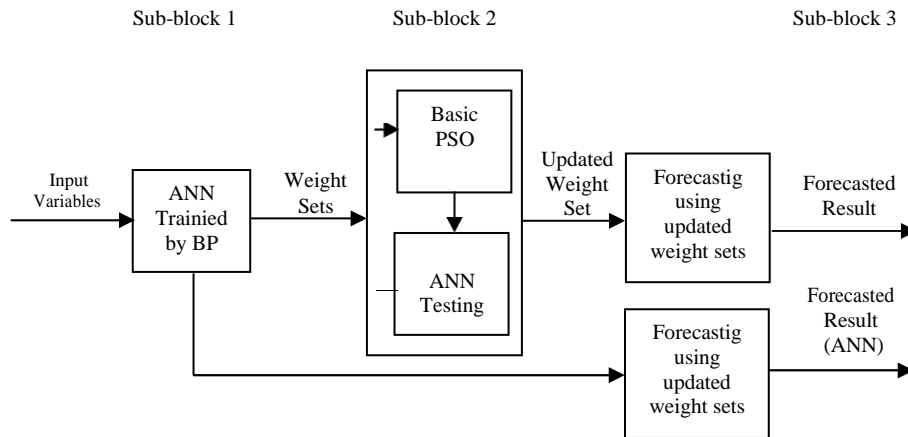 Sub-block 1
Sub-block 2
Sub-block 3
Input
Variables
ANN
Trainied
by BP
Weight
Sets
Basic
PSO
ANN
Testing
Updated
Weight
Set
Forecastig
using
updated
weight sets
Forecasted
Result
Forecastig
using
updated
weight sets
Forecasted
Result
(ANN)